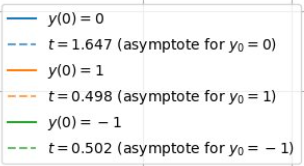 y(0) = 0
t = 1.647 (asymptote for y₀ = 0)
y(0) = 1
t = 0.498 (asymptote for y₀ = 1)
y(0) = −1
t = 0.502 (asymptote for y₀ = −1)